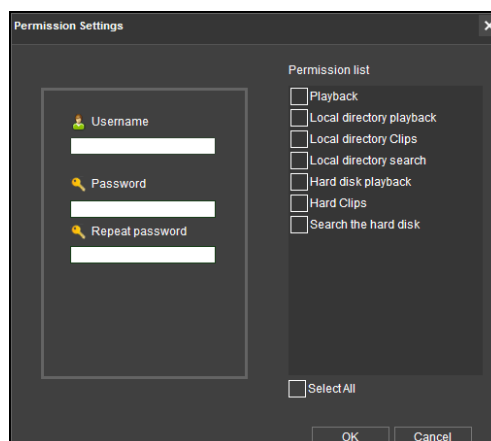 Permission Settings
Username
Password
Repeat password
Permission list
Playback
Local directory playback
Local directory Clips
Local directory search
Hard disk playback
Hard Clips
Search the hard disk
Select All
OK
Cancel